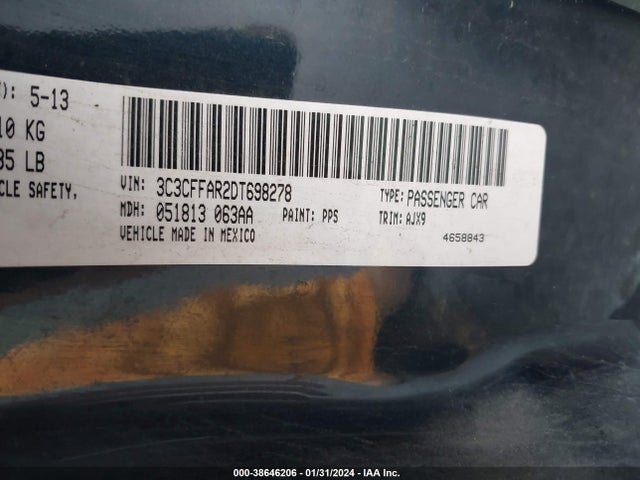 ): 5-13
10 KG
85 LB
CLE SAFETY,
VIN: 3C3CFFAR2DT698278 TYPE: PASSENGER CAR
MDH: 051813 063AA PAINT: PPS TRIM: AJX9
VEHICLE MADE IN MEXICO 4658843
000-38646206 - 01/31/2024 - IAA Inc.